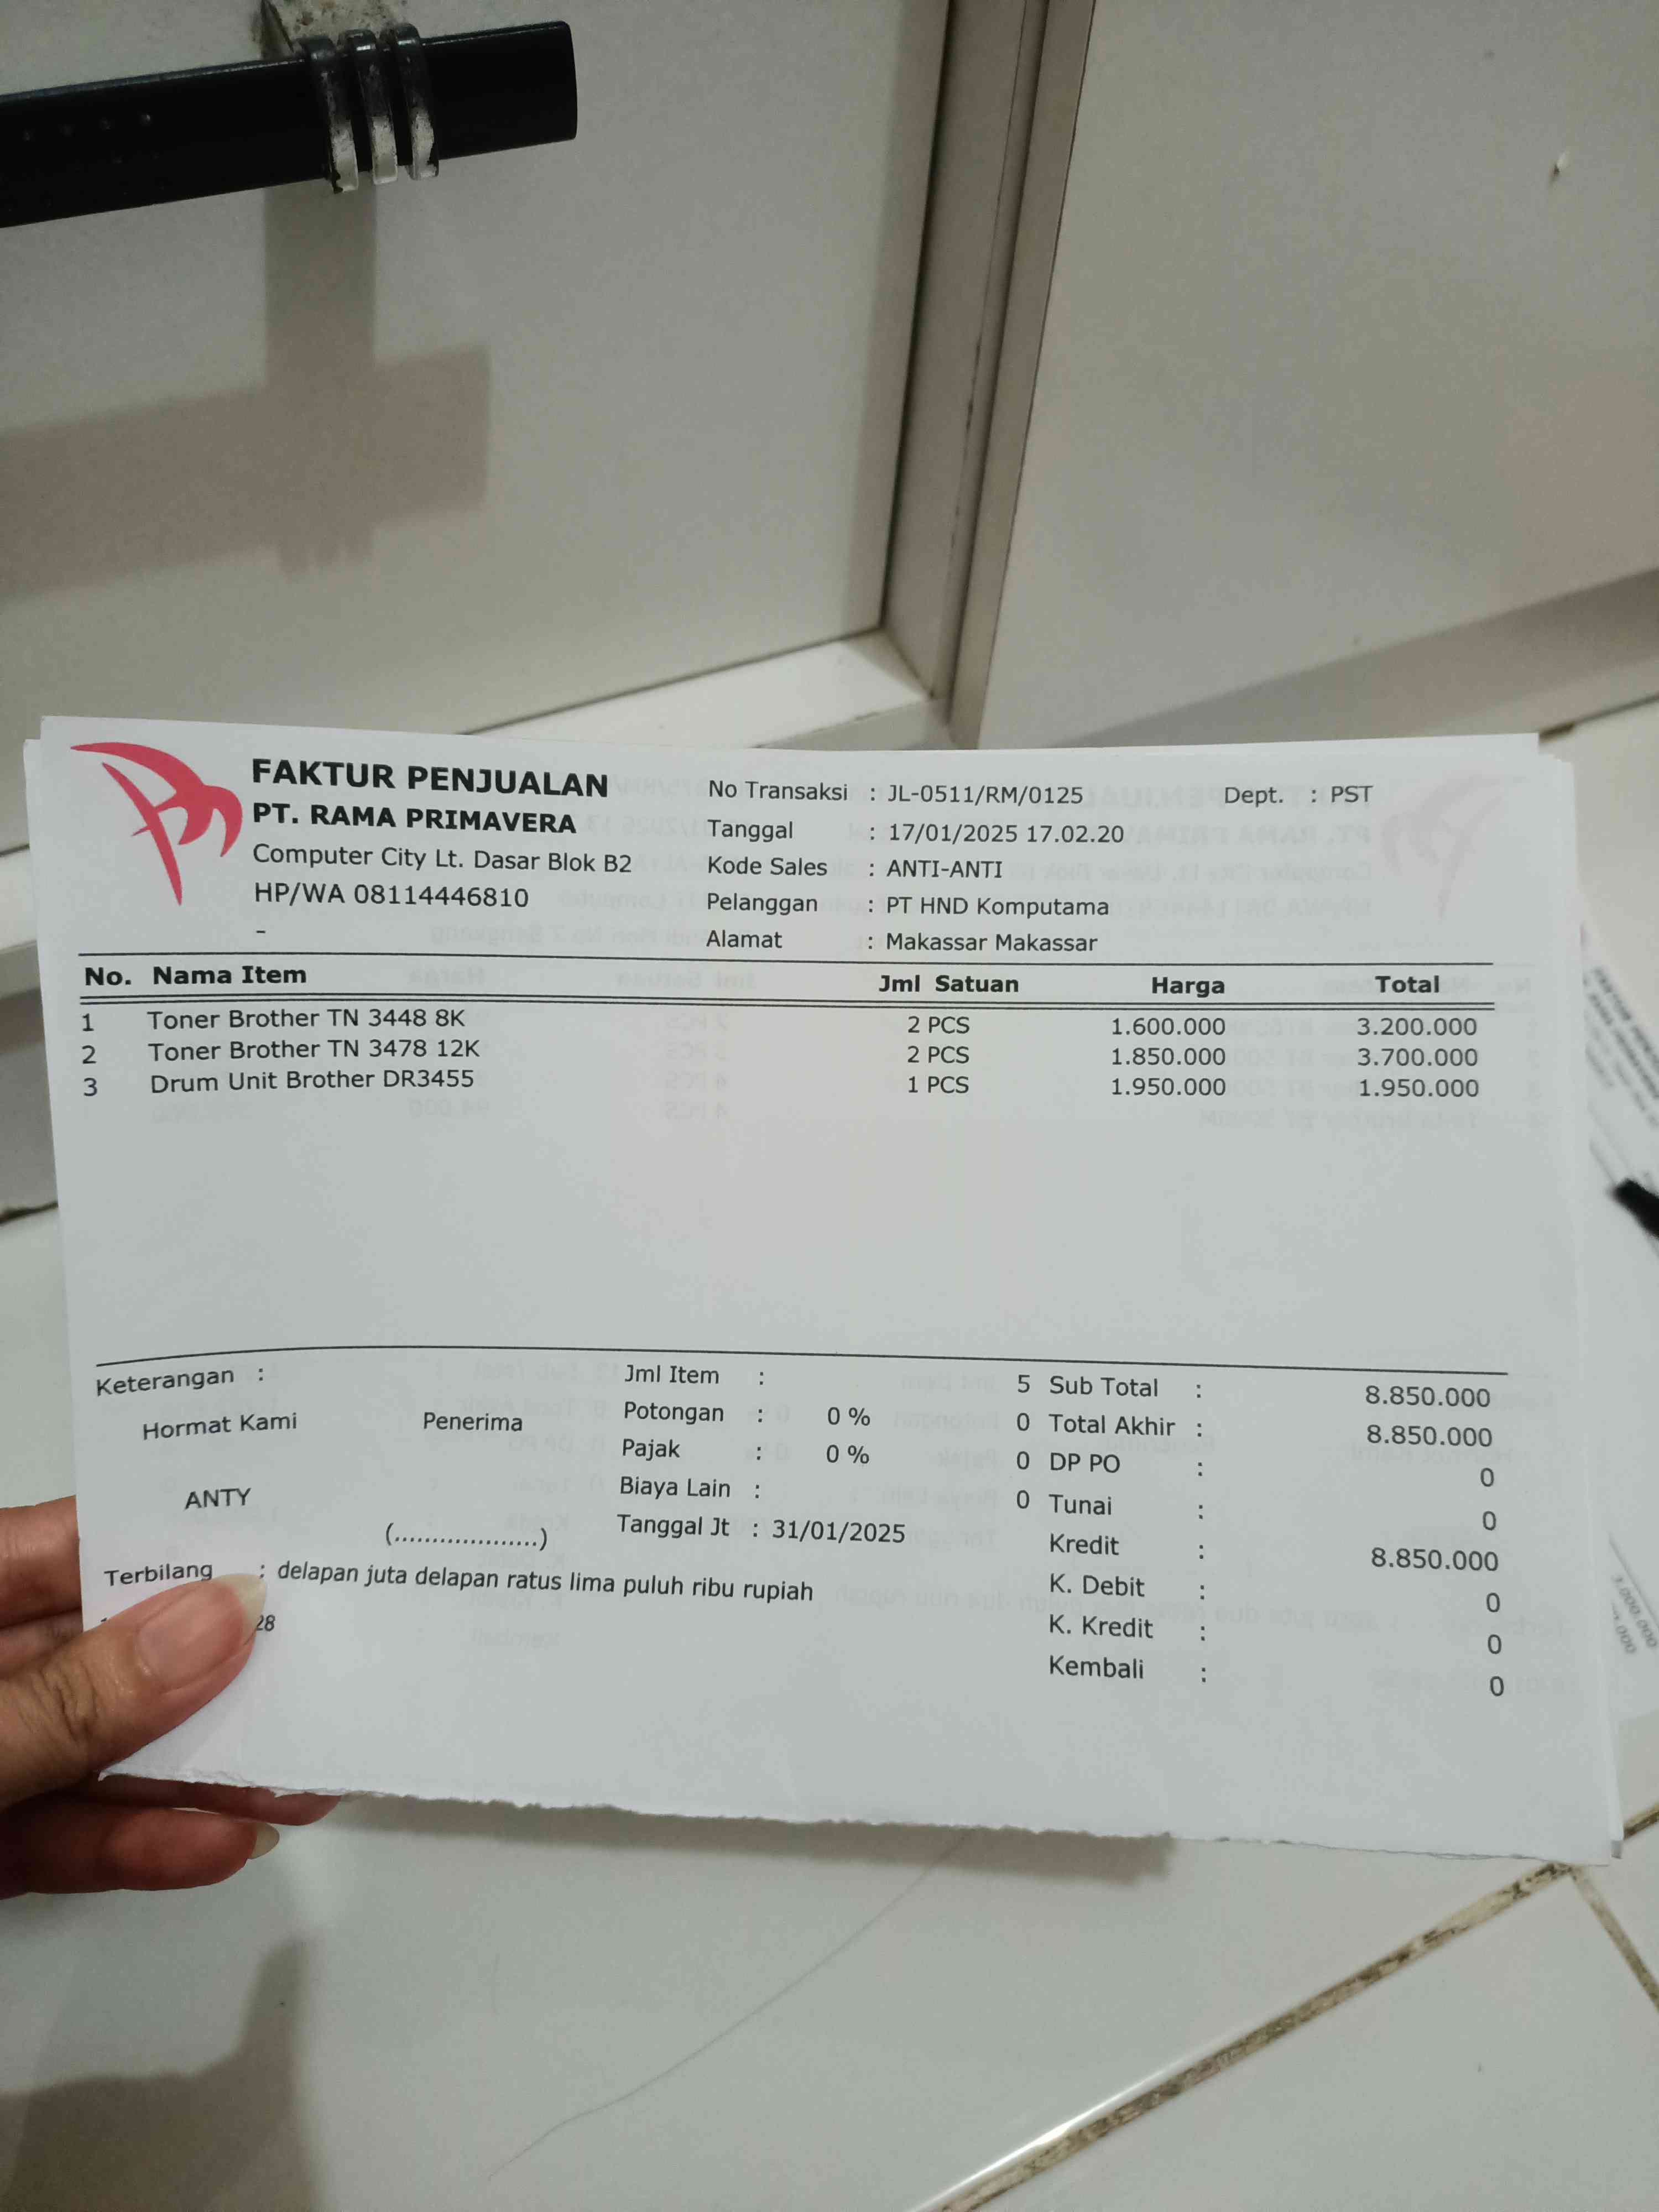 FAKTUR PENJUALAN
PT. RAMA PRIMAVERA
Computer City Lt. Dasar Blok B2
HP/WA 08114446810
-
No Transaksi : JL-0511/RM/0125 Dept. : PST
Tanggal : 17/01/2025 17.02.20
Kode Sales : ANTI-ANTI
Pelanggan : PT HND Komputama
Alamat : Makassar Makassar
No. Nama Item Jml Satuan Harga Total
1 Toner Brother TN 3448 8K 2 PCS 1.600.000 3.200.000
2 Toner Brother TN 3478 12K 2 PCS 1.850.000 3.700.000
3 Drum Unit Brother DR3455 1 PCS 1.950.000 1.950.000
Keterangan :
Hormat Kami Penerima
ANTY
(...................)
Jml Item : 5
Potongan : 0 % 0
Pajak : 0 % 0
Biaya Lain : 0
Tanggal Jt : 31/01/2025
Sub Total : 8.850.000
Total Akhir : 8.850.000
DP PO : 0
Tunai : 0
Kredit : 8.850.000
K. Debit : 0
K. Kredit : 0
Kembali : 0
Terbilang : delapan juta delapan ratus lima puluh ribu rupiah
28